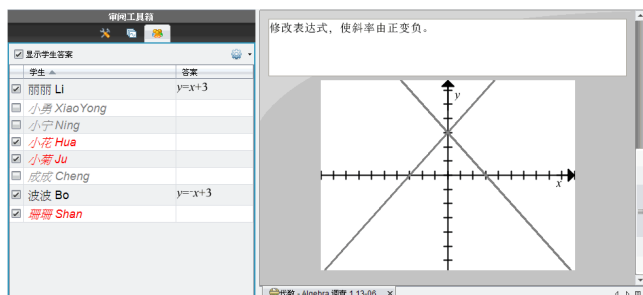 审阅工具箱
显示学生答案
学生 答案
丽丽 Li y=x+3
小勇 XiaoYong
小宁 Ning
小花 Hua
小菊 Ju
成成 Cheng
波波 Bo y=-x+3
珊珊 Shan
修改表达式，使斜率由正变负。
y
x
代数 - Algebra 调查 1.13-06